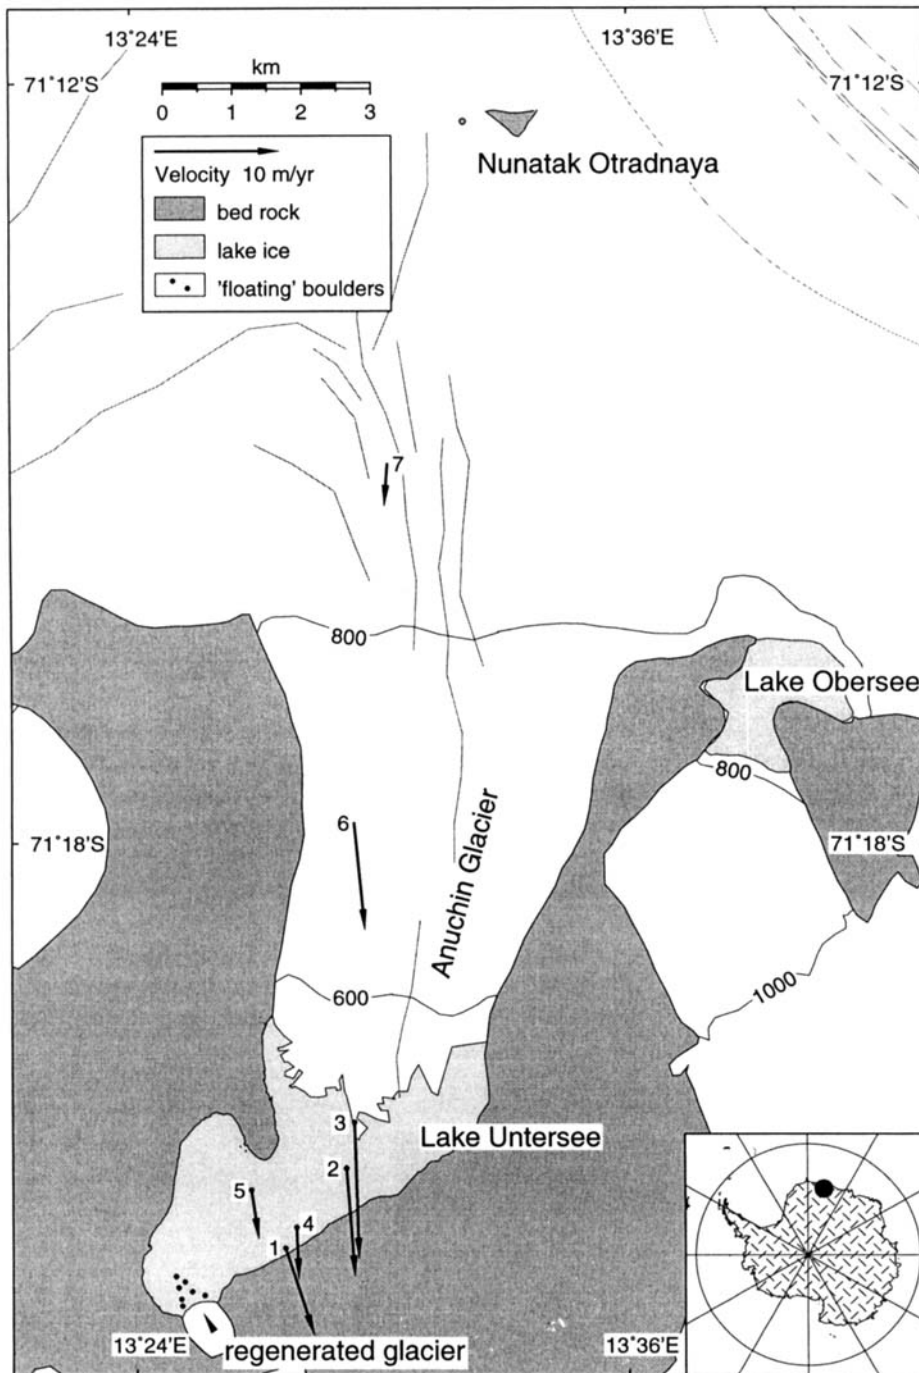 13°24'E 13°36'E
71°12'S 71°12'S
km
0 1 2 3
Velocity 10 m/yr
bed rock
lake ice
'floating' boulders
Nunatak Otradnaya
7
800
Lake Obersee
800
6
71°18'S 71°18'S
Anuchin Glacier
600
1000
3
Lake Untersee
2
5
4
1
13°24'E 13°36'E
regenerated glacier